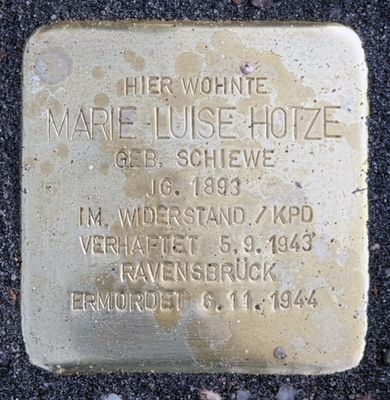 HIER WOHNTE
MARIE-LUISE HOTZE
GEB. SCHIEWE
JG. 1893
IM WIDERSTAND / KPD
VERHAFTET 5.9.1943
RAVENSBRÜCK
ERMORDET 6.11.1944